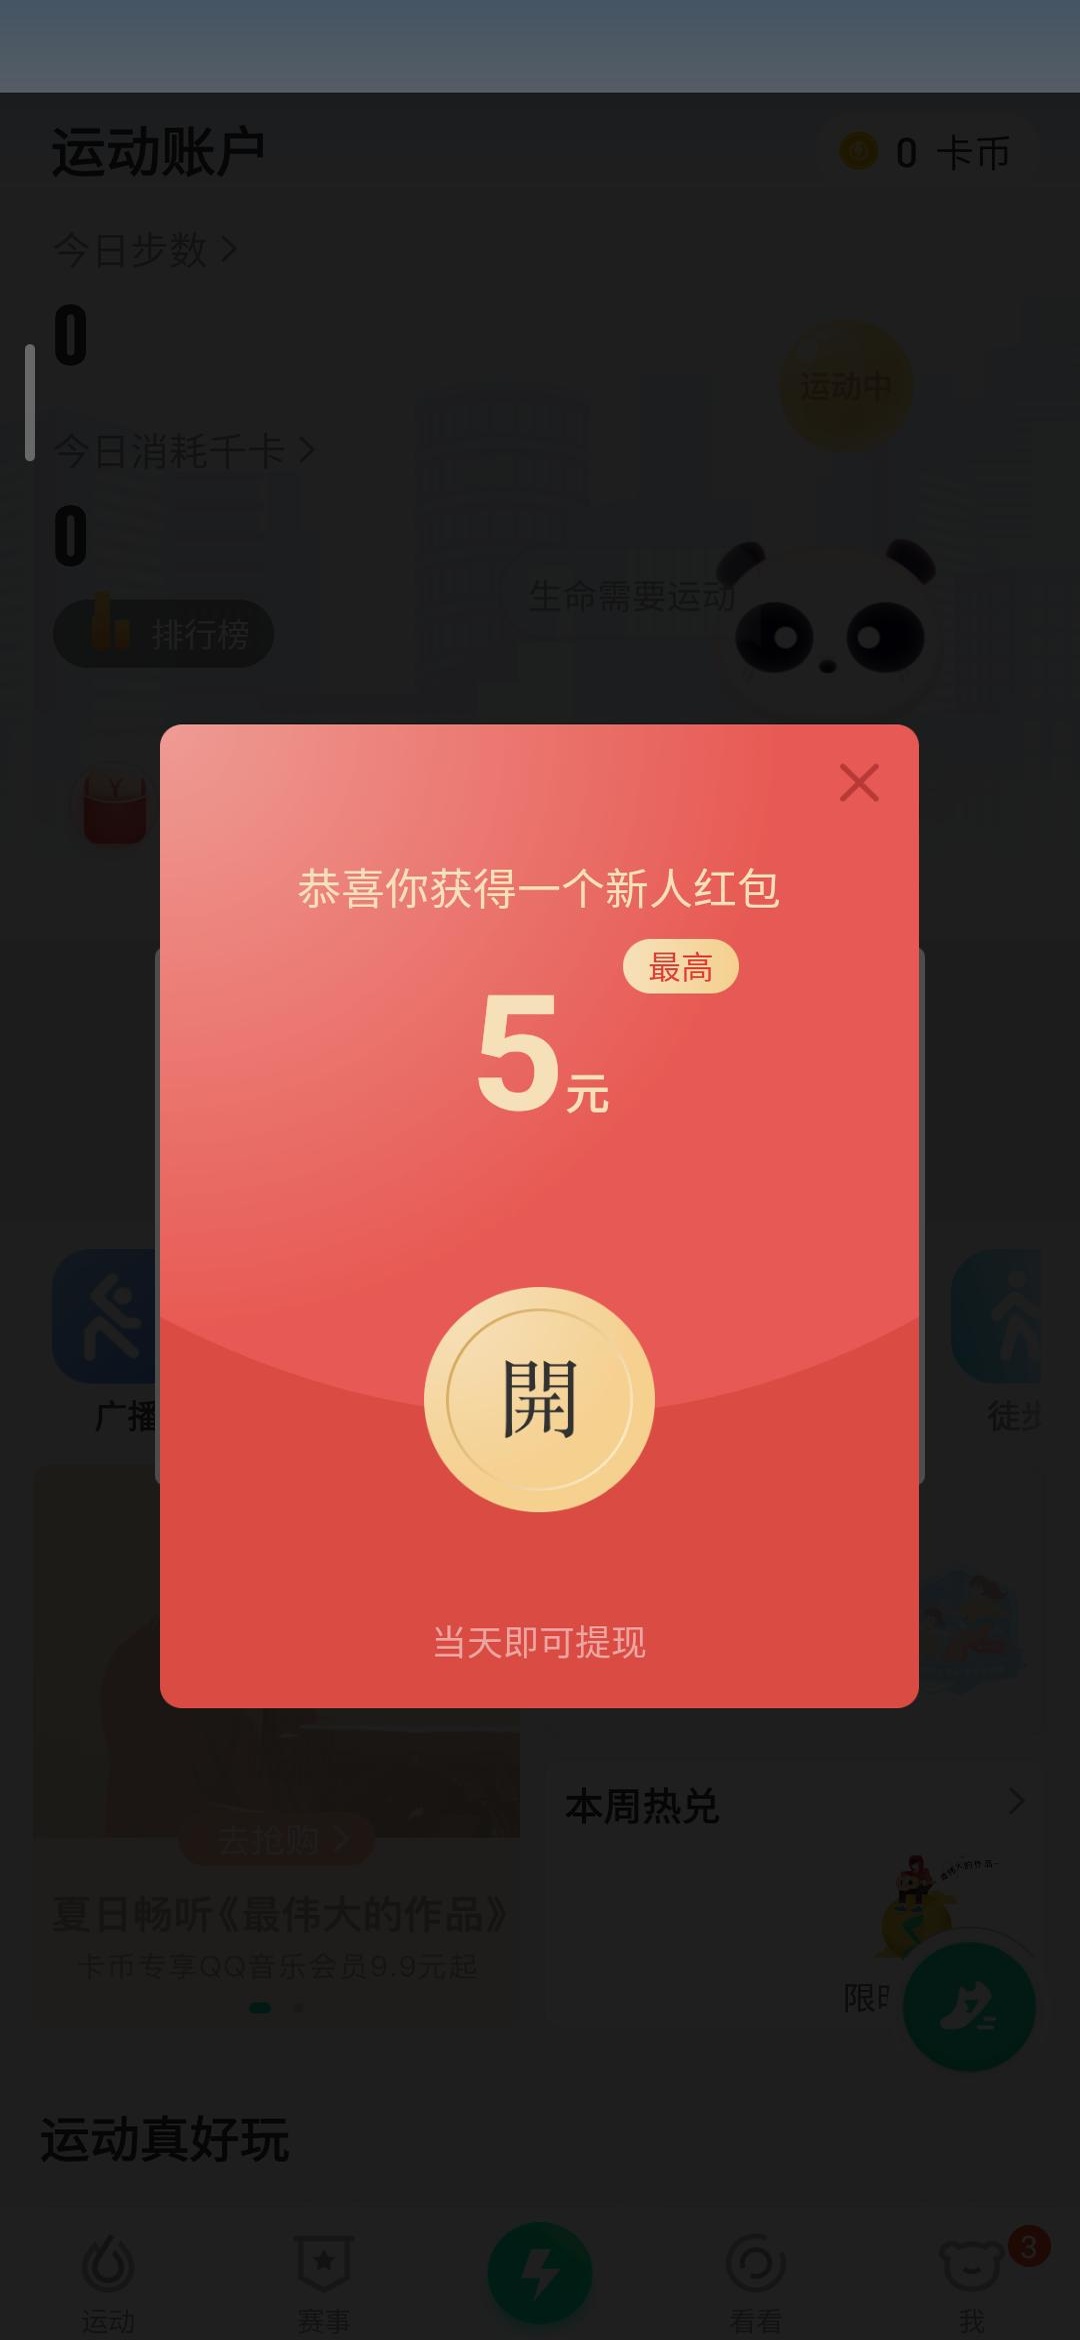 运动账户
0 卡币
今日步数
0
运动中
今日消耗千卡
0
生命需要运动
排行榜
恭喜你获得一个新人红包
最高
5元
開
当天即可提现
广播
徒步
本周热兑
去抢购
夏日畅听《最伟大的作品》
卡币专享QQ音乐会员9.9元起
限时
运动真好玩
3
运动
赛事
看看
我